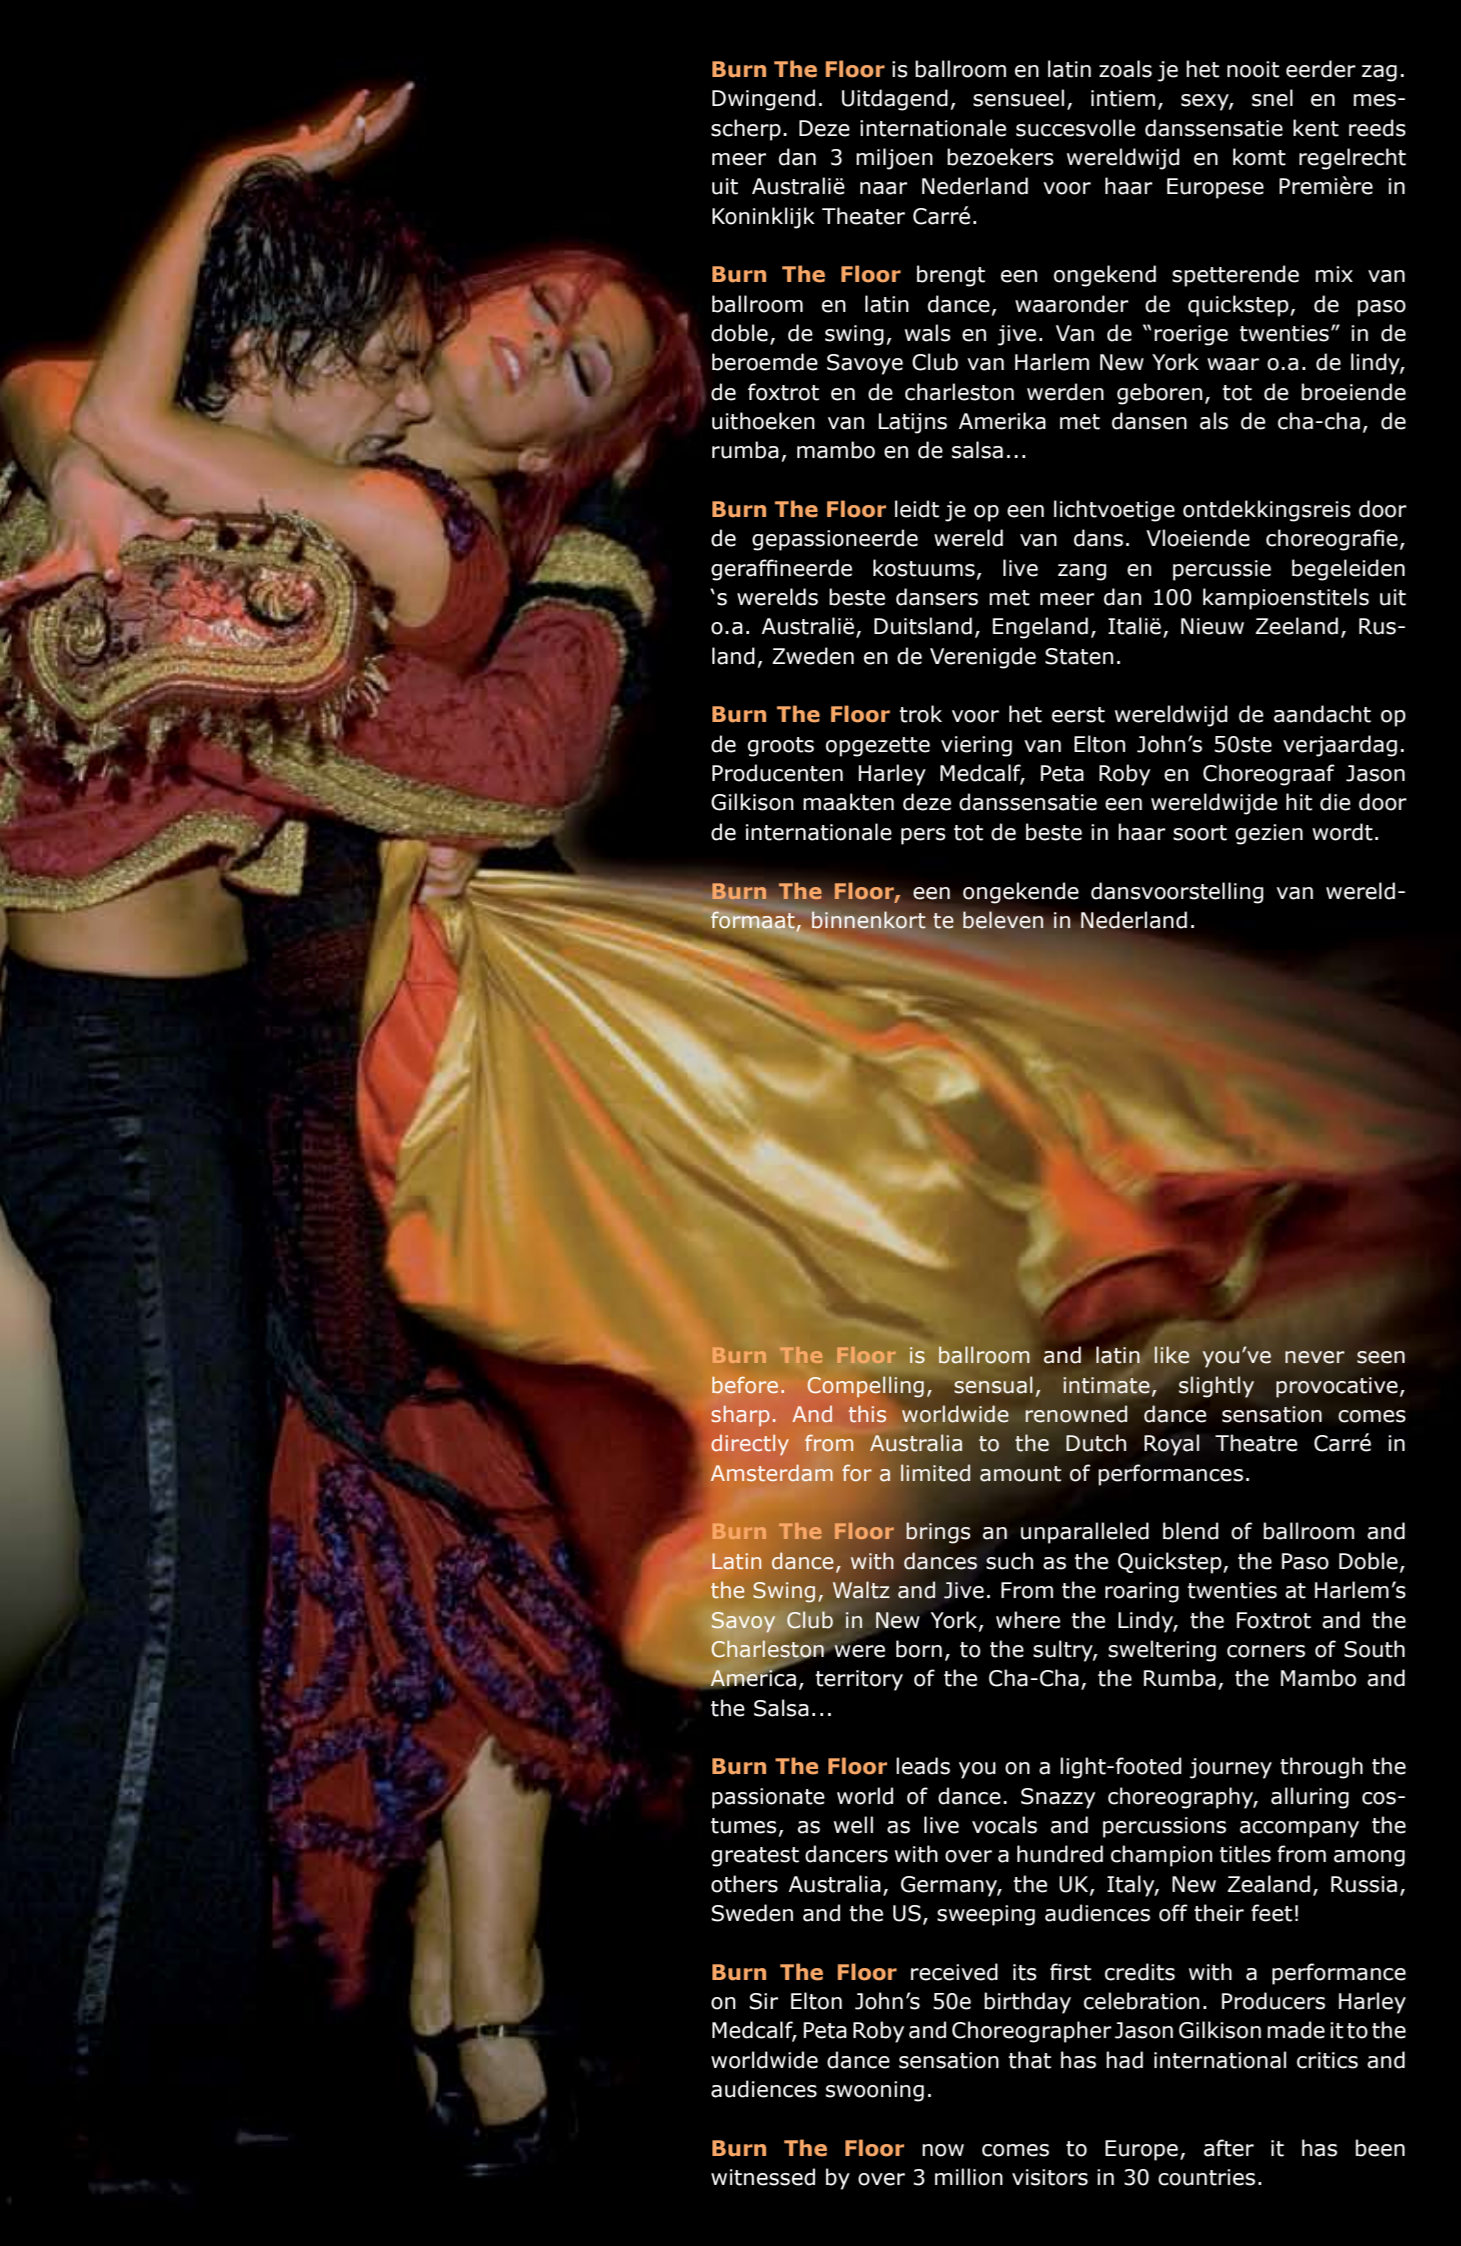 Burn The Floor is ballroom en latin zoals je het nooit eerder zag.
Dwingend. Uitdagend, sensueel, intiem, sexy, snel en mes-
scherp. Deze internationale succesvolle danssensatie kent reeds
meer dan 3 miljoen bezoekers wereldwijd en komt regelrecht
uit Australië naar Nederland voor haar Europese Première in
Koninklijk Theater Carré.
Burn The Floor brengt een ongekend spetterende mix van
ballroom en latin dance, waaronder de quickstep, de paso
doble, de swing, wals en jive. Van de “roerige twenties” in de
beroemde Savoye Club van Harlem New York waar o.a. de lindy,
de foxtrot en de charleston werden geboren, tot de broeiende
uithoeken van Latijns Amerika met dansen als de cha-cha, de
rumba, mambo en de salsa...
Burn The Floor leidt je op een lichtvoetige ontdekkingsreis door
de gepassioneerde wereld van dans. Vloeiende choreografie,
geraffineerde kostuums, live zang en percussie begeleiden
‘s werelds beste dansers met meer dan 100 kampioenstitels uit
o.a. Australië, Duitsland, Engeland, Italië, Nieuw Zeeland, Rus-
land, Zweden en de Verenigde Staten.
Burn The Floor trok voor het eerst wereldwijd de aandacht op
de groots opgezette viering van Elton John’s 50ste verjaardag.
Producenten Harley Medcalf, Peta Roby en Choreograaf Jason
Gilkison maakten deze danssensatie een wereldwijde hit die door
de internationale pers tot de beste in haar soort gezien wordt.
Burn The Floor, een ongekende dansvoorstelling van wereld-
formaat, binnenkort te beleven in Nederland.
Burn The Floor is ballroom and latin like you’ve never seen
before. Compelling, sensual, intimate, slightly provocative,
sharp. And this worldwide renowned dance sensation comes
directly from Australia to the Dutch Royal Theatre Carré in
Amsterdam for a limited amount of performances.
Burn The Floor brings an unparalleled blend of ballroom and
Latin dance, with dances such as the Quickstep, the Paso Doble,
the Swing, Waltz and Jive. From the roaring twenties at Harlem’s
Savoy Club in New York, where the Lindy, the Foxtrot and the
Charleston were born, to the sultry, sweltering corners of South
America, territory of the Cha-Cha, the Rumba, the Mambo and
the Salsa...
Burn The Floor leads you on a light-footed journey through the
passionate world of dance. Snazzy choreography, alluring cos-
tumes, as well as live vocals and percussions accompany the
greatest dancers with over a hundred champion titles from among
others Australia, Germany, the UK, Italy, New Zealand, Russia,
Sweden and the US, sweeping audiences off their feet!
Burn The Floor received its first credits with a performance
on Sir Elton John’s 50e birthday celebration. Producers Harley
Medcalf, Peta Roby and Choreographer Jason Gilkison made it to the
worldwide dance sensation that has had international critics and
audiences swooning.
Burn The Floor now comes to Europe, after it has been
witnessed by over 3 million visitors in 30 countries.